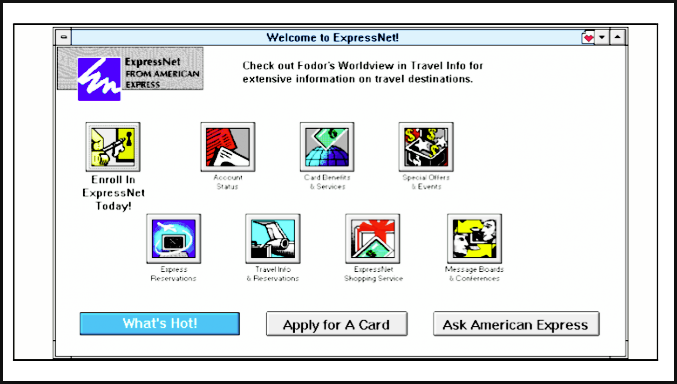 Welcome to ExpressNet!
ExpressNet
FROM AMERICAN
EXPRESS
Check out Fodor's Worldview in Travel Info for
extensive information on travel destinations.
Enroll In
ExpressNet
Today!
Account
Status
Card Benefits
& Services
Special Offers
& Events
Express
Reservations
Travel Info
& Reservations
ExpressNet
Shopping Service
Message Boards
& Conferences
What's Hot!
Apply for A Card
Ask American Express